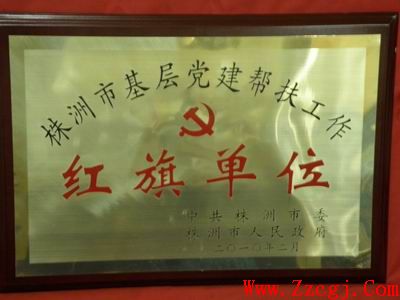 株洲市基层党建帮扶工作
红旗单位
中共株洲市委
株洲市人民政府
二〇一〇年二月
Www.Zzcgj.Com